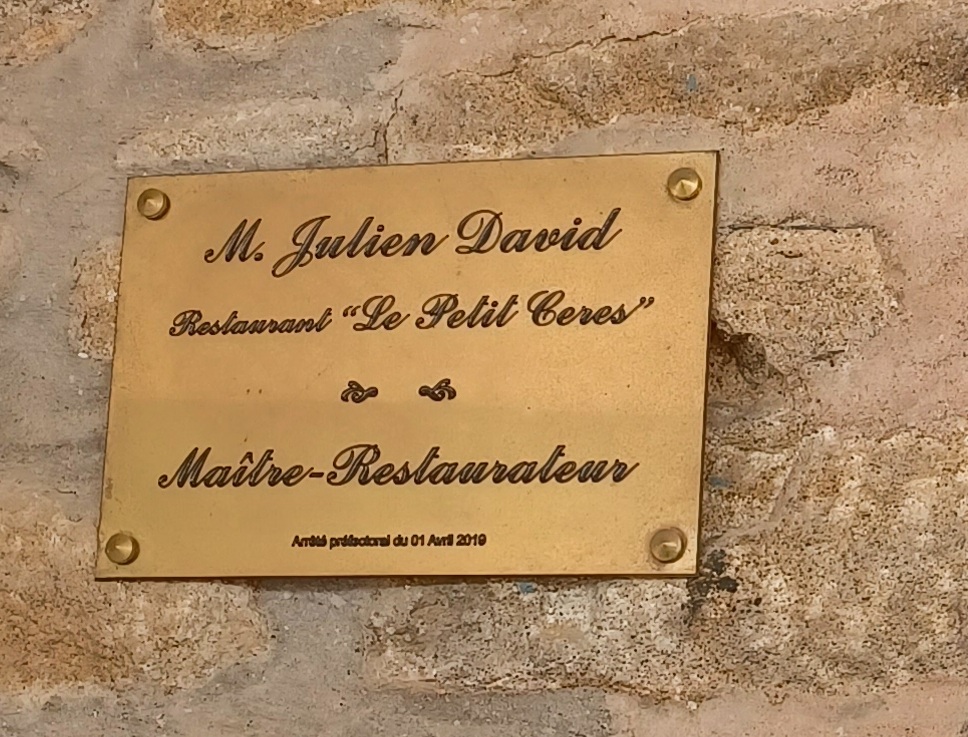 M. Julien David
Restaurant “Le Petit Ceres”
Maître-Restaurateur
Arrêté préfectoral du 01 Avril 2019